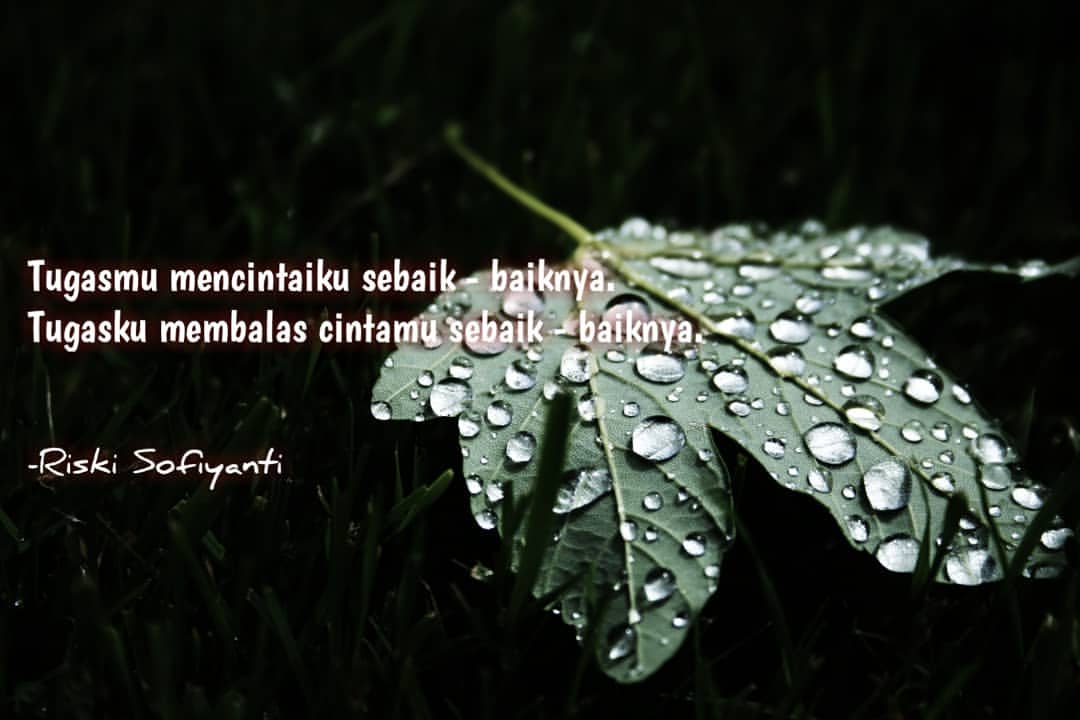 Tugasmu mencintaiku sebaik - baiknya.
Tugasku membalas cintamu sebaik - baiknya.
-Riski Sofiyanti